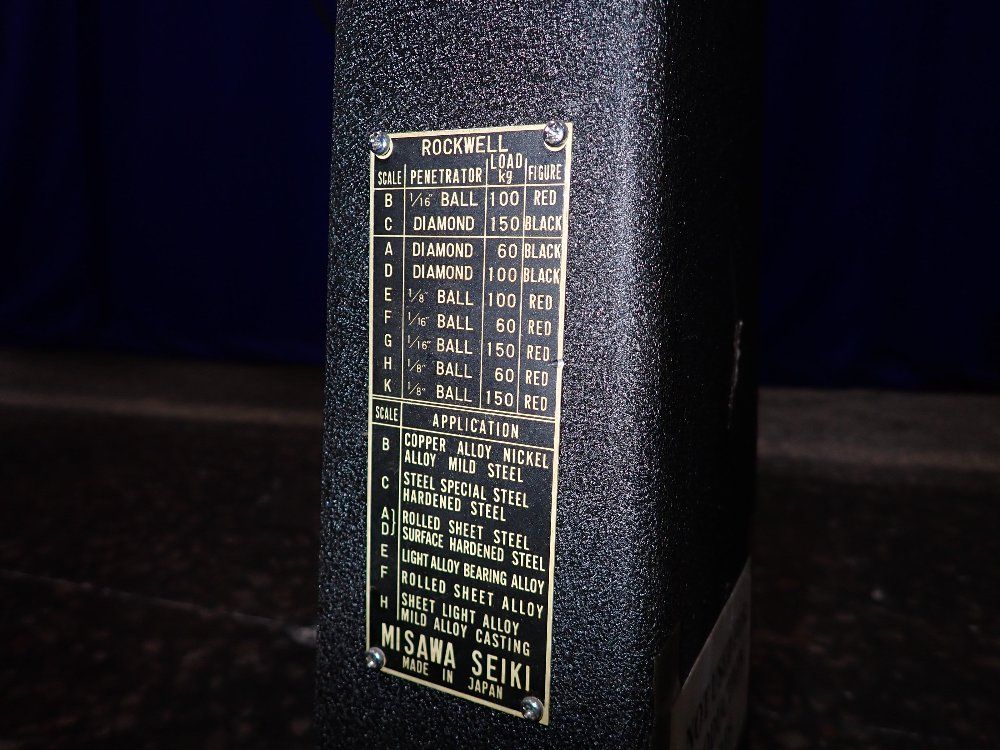 ROCKWELL
SCALE PENETRATOR LOAD kg FIGURE
B 1/16" BALL 100 RED
C DIAMOND 150 BLACK
A DIAMOND 60 BLACK
D DIAMOND 100 BLACK
E 1/8" BALL 100 RED
F 1/16" BALL 60 RED
G 1/16" BALL 150 RED
H 1/8" BALL 60 RED
K 1/8" BALL 150 RED
SCALE APPLICATION
B COPPER ALLOY NICKEL
ALLOY MILD STEEL
C STEEL SPECIAL STEEL
HARDENED STEEL
A ROLLED SHEET STEEL
D SURFACE HARDENED STEEL
E LIGHT ALLOY BEARING ALLOY
F ROLLED SHEET ALLOY
H SHEET LIGHT ALLOY
MILD ALLOY CASTING
MISAWA SEIKI
MADE IN JAPAN